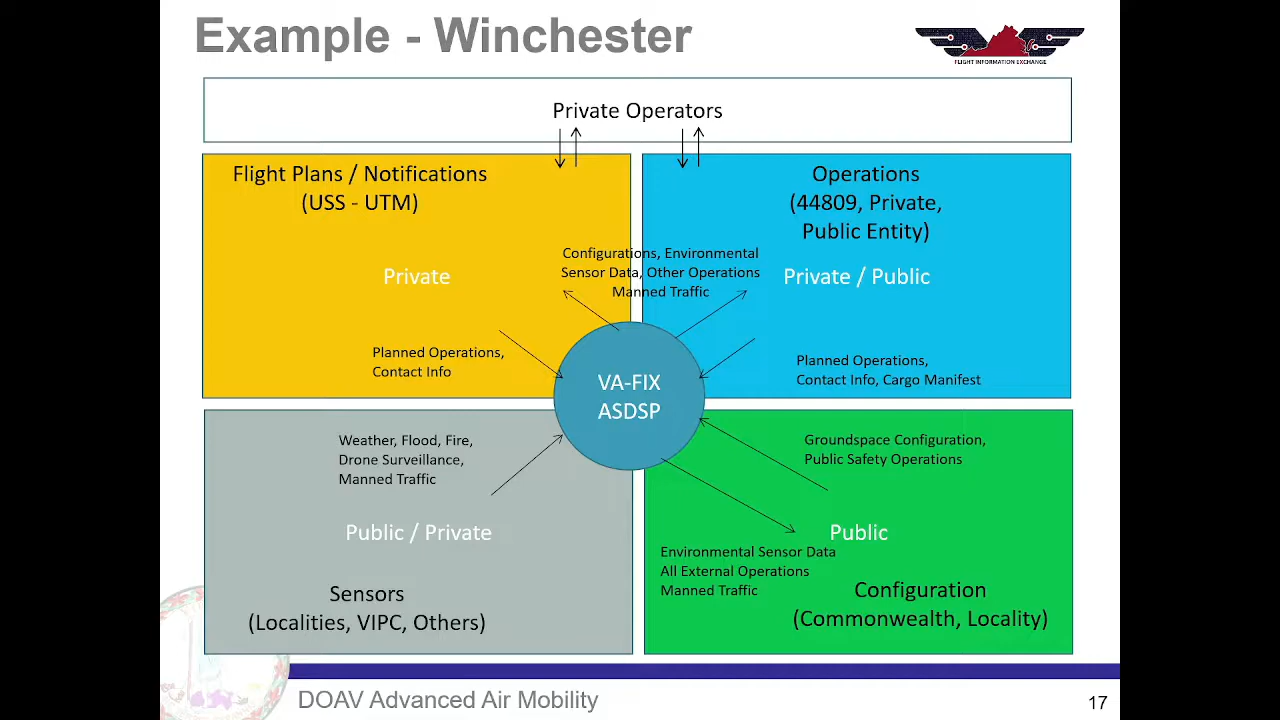 Example - Winchester
FLIGHT INFORMATION EXCHANGE
Private Operators
Flight Plans / Notifications
(USS - UTM)
Operations
(44809, Private,
Public Entity)
Configurations, Environmental
Sensor Data, Other Operations
Manned Traffic
Private
Private / Public
Planned Operations,
Contact Info
Planned Operations,
Contact Info, Cargo Manifest
VA-FIX
ASDSP
Weather, Flood, Fire,
Drone Surveillance,
Manned Traffic
Groundspace Configuration,
Public Safety Operations
Public / Private
Public
Environmental Sensor Data
All External Operations
Manned Traffic
Sensors
(Localities, VIPC, Others)
Configuration
(Commonwealth, Locality)
DOAV Advanced Air Mobility
17